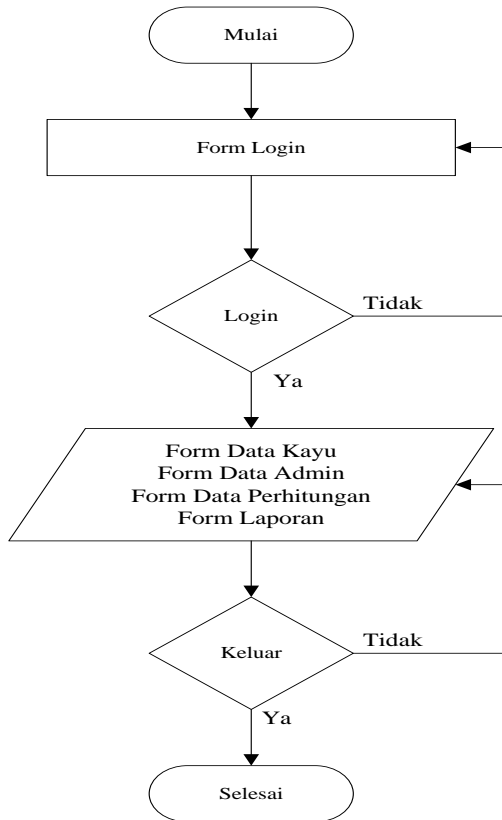 Mulai
Form Login
Login
Tidak
Ya
Form Data Kayu
Form Data Admin
Form Data Perhitungan
Form Laporan
Keluar
Tidak
Ya
Selesai